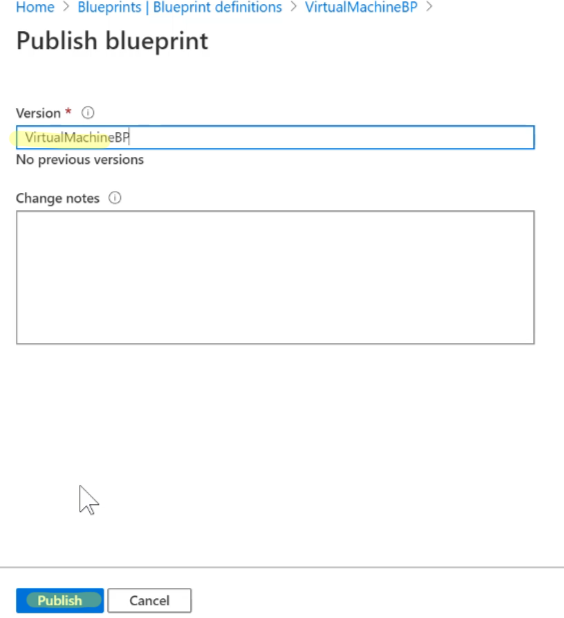 Home > Blueprints | Blueprint definitions > VirtualMachineBP >
Publish blueprint
Version * ⓘ
VirtualMachineBP
No previous versions
Change notes ⓘ
Publish Cancel